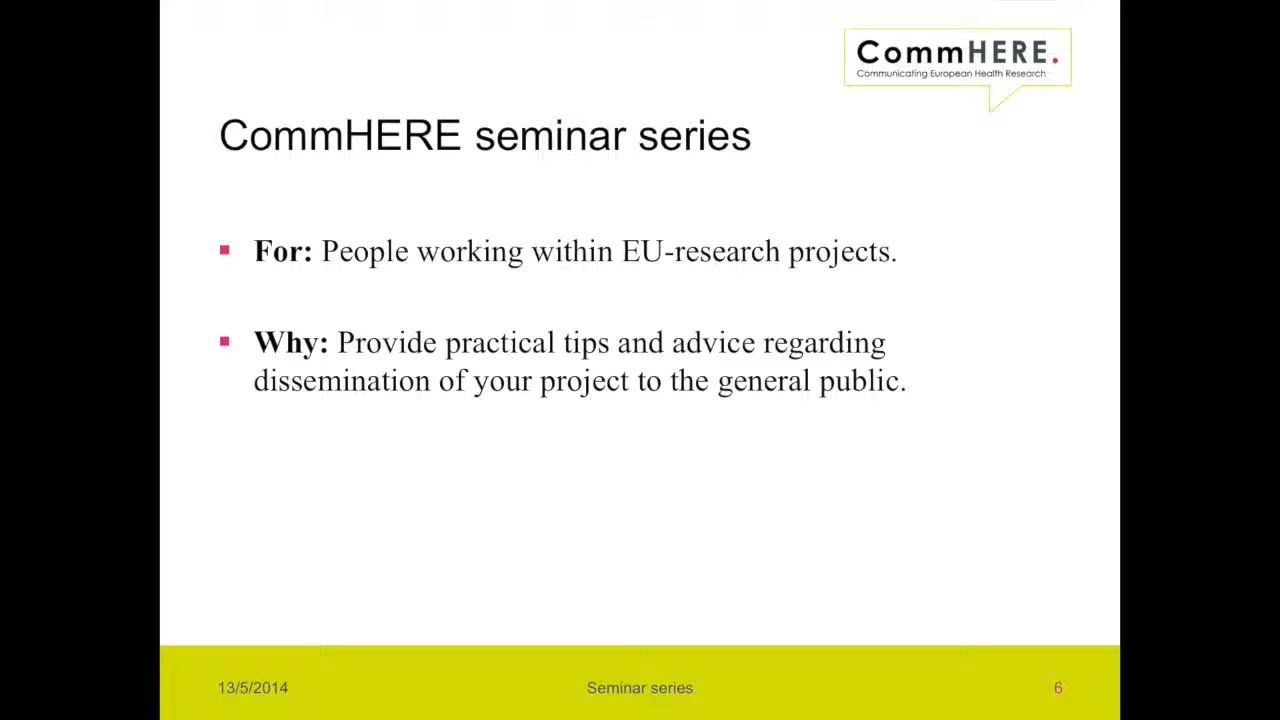 CommHERE.
Communicating European Health Research
CommHERE seminar series
▪ For: People working within EU-research projects.
▪ Why: Provide practical tips and advice regarding
dissemination of your project to the general public.
13/5/2014
Seminar series
6